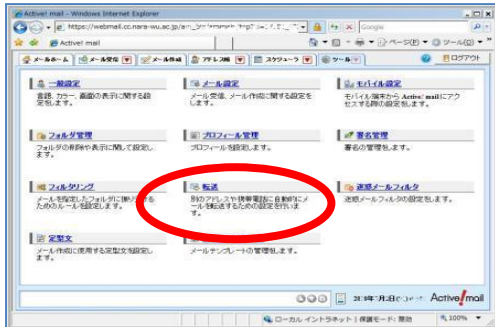 Active! mail - Windows Internet Explorer
https://webmail.cc.nara-wu.ac.jp/
Google
Active! mail
ページ(P) ツール(O)
メールホーム メール受信 メール作成 アドレス帳 スケジュール ツール ログアウト
一般設定 メール設定 モバイル設定
言語、カラー、画面の表示に関する設定をします。
メール受信、メール作成に関する設定をします。
モバイル端末から Active! mail にアクセスする際の設定をします。
フォルダ管理 プロフィール管理 署名管理
フォルダの削除や表示に関して設定します。
プロフィールを設定します。
署名の管理をします。
フィルタリング 転送 迷惑メールフィルタ
メールを指定したフォルダに振り分けるためのルールを設定します。
別のアドレスや携帯電話に自動的にメールを転送するための設定を行います。
迷惑メールフィルタの設定をします。
定型文
メール作成に使用する定型文を設定します。
メールテンプレートの管理をします。
Active! mail
ローカル イントラネット | 保護モード: 無効 100%